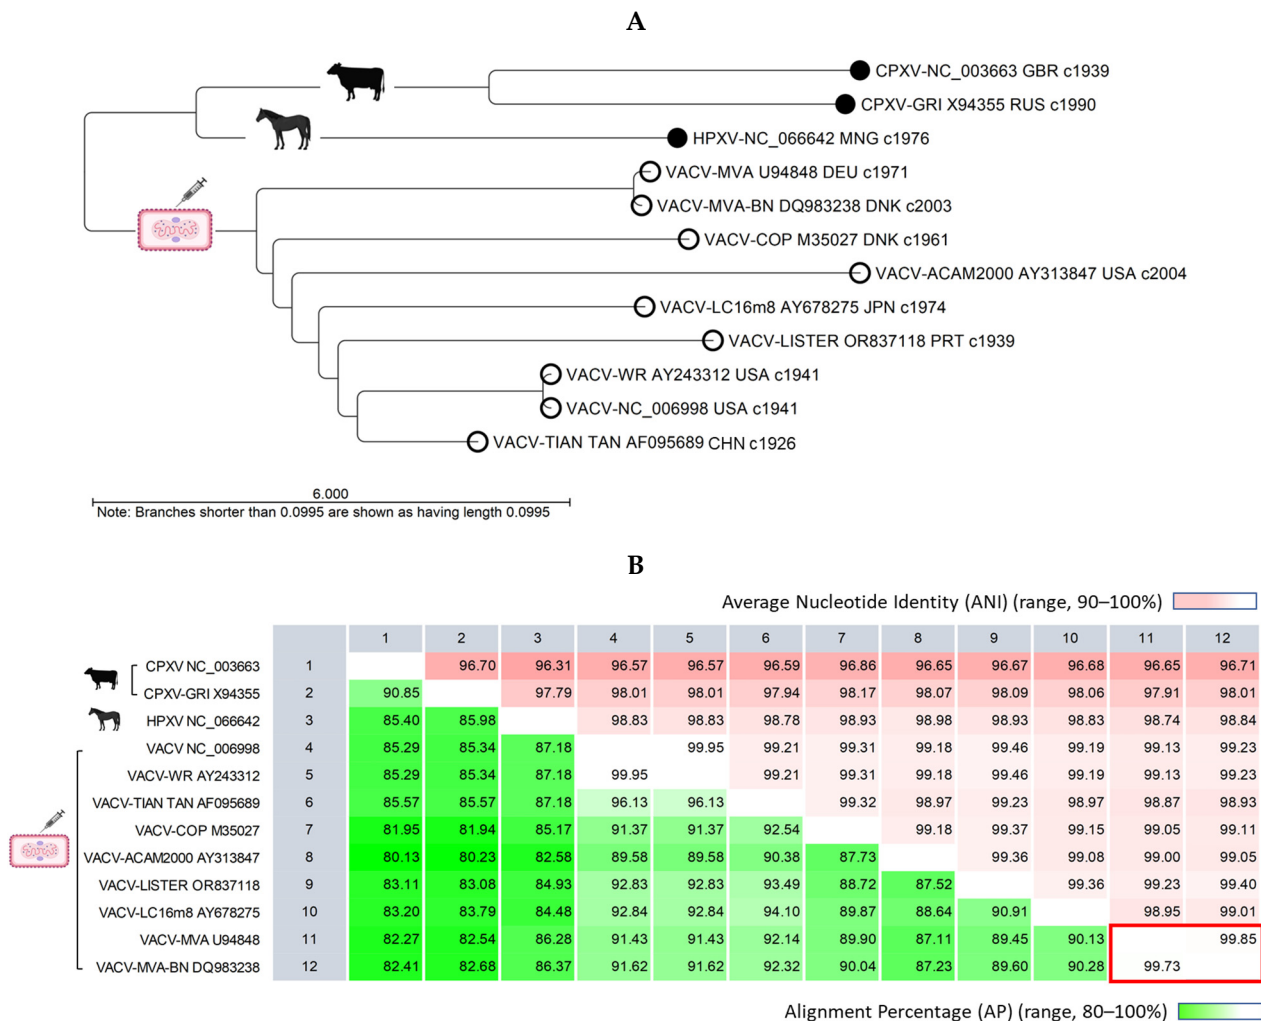 A
CPXV-NC_003663 GBR c1939
CPXV-GRI X94355 RUS c1990
HPXV-NC_066642 MNG c1976
VACV-MVA U94848 DEU c1971
VACV-MVA-BN DQ983238 DNK c2003
VACV-COP M35027 DNK c1961
VACV-ACAM2000 AY313847 USA c2004
VACV-LC16m8 AY678275 JPN c1974
VACV-LISTER OR837118 PRT c1939
VACV-WR AY243312 USA c1941
VACV-NC_006998 USA c1941
VACV-TIAN TAN AF095689 CHN c1926
6.000
Note: Branches shorter than 0.0995 are shown as having length 0.0995
B
Average Nucleotide Identity (ANI) (range, 90–100%)
1 2 3 4 5 6 7 8 9 10 11 12
CPXV NC_003663 1 96.70 96.31 96.57 96.57 96.59 96.86 96.65 96.67 96.68 96.65 96.71
CPXV-GRI X94355 2 90.85 97.79 98.01 98.01 97.94 98.17 98.07 98.09 98.06 97.91 98.01
HPXV NC_066642 3 85.40 85.98 98.83 98.83 98.78 98.93 98.98 98.93 98.83 98.74 98.84
VACV NC_006998 4 85.29 85.34 87.18 99.95 99.21 99.31 99.18 99.46 99.19 99.13 99.23
VACV-WR AY243312 5 85.29 85.34 87.18 99.95 99.21 99.31 99.18 99.46 99.19 99.13 99.23
VACV-TIAN TAN AF095689 6 85.57 85.57 87.18 96.13 96.13 99.32 98.97 99.23 98.97 98.87 98.93
VACV-COP M35027 7 81.95 81.94 85.17 91.37 91.37 92.54 99.18 99.37 99.15 99.05 99.11
VACV-ACAM2000 AY313847 8 80.13 80.23 82.58 89.58 89.58 90.38 87.73 99.36 99.08 99.00 99.05
VACV-LISTER OR837118 9 83.11 83.08 84.93 92.83 92.83 93.49 88.72 87.52 99.36 99.23 99.40
VACV-LC16m8 AY678275 10 83.20 83.79 84.48 92.84 92.84 94.10 89.87 88.64 90.91 98.95 99.01
VACV-MVA U94848 11 82.27 82.54 86.28 91.43 91.43 92.14 89.90 87.11 89.45 90.13 99.85
VACV-MVA-BN DQ983238 12 82.41 82.68 86.37 91.62 91.62 92.32 90.04 87.23 89.60 90.28 99.73
Alignment Percentage (AP) (range, 80–100%)